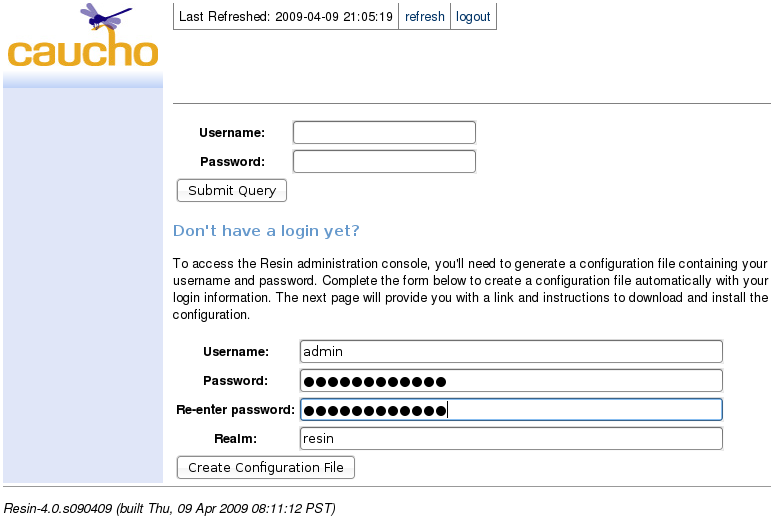 caucho
Last Refreshed: 2009-04-09 21:05:19 refresh logout
Username:
Password:
Submit Query
Don't have a login yet?
To access the Resin administration console, you'll need to generate a configuration file containing your
username and password. Complete the form below to create a configuration file automatically with your
login information. The next page will provide you with a link and instructions to download and install the
configuration.
Username: admin
Password: ●●●●●●●●●●●●
Re-enter password: ●●●●●●●●●●●●
Realm: resin
Create Configuration File
Resin-4.0.s090409 (built Thu, 09 Apr 2009 08:11:12 PST)